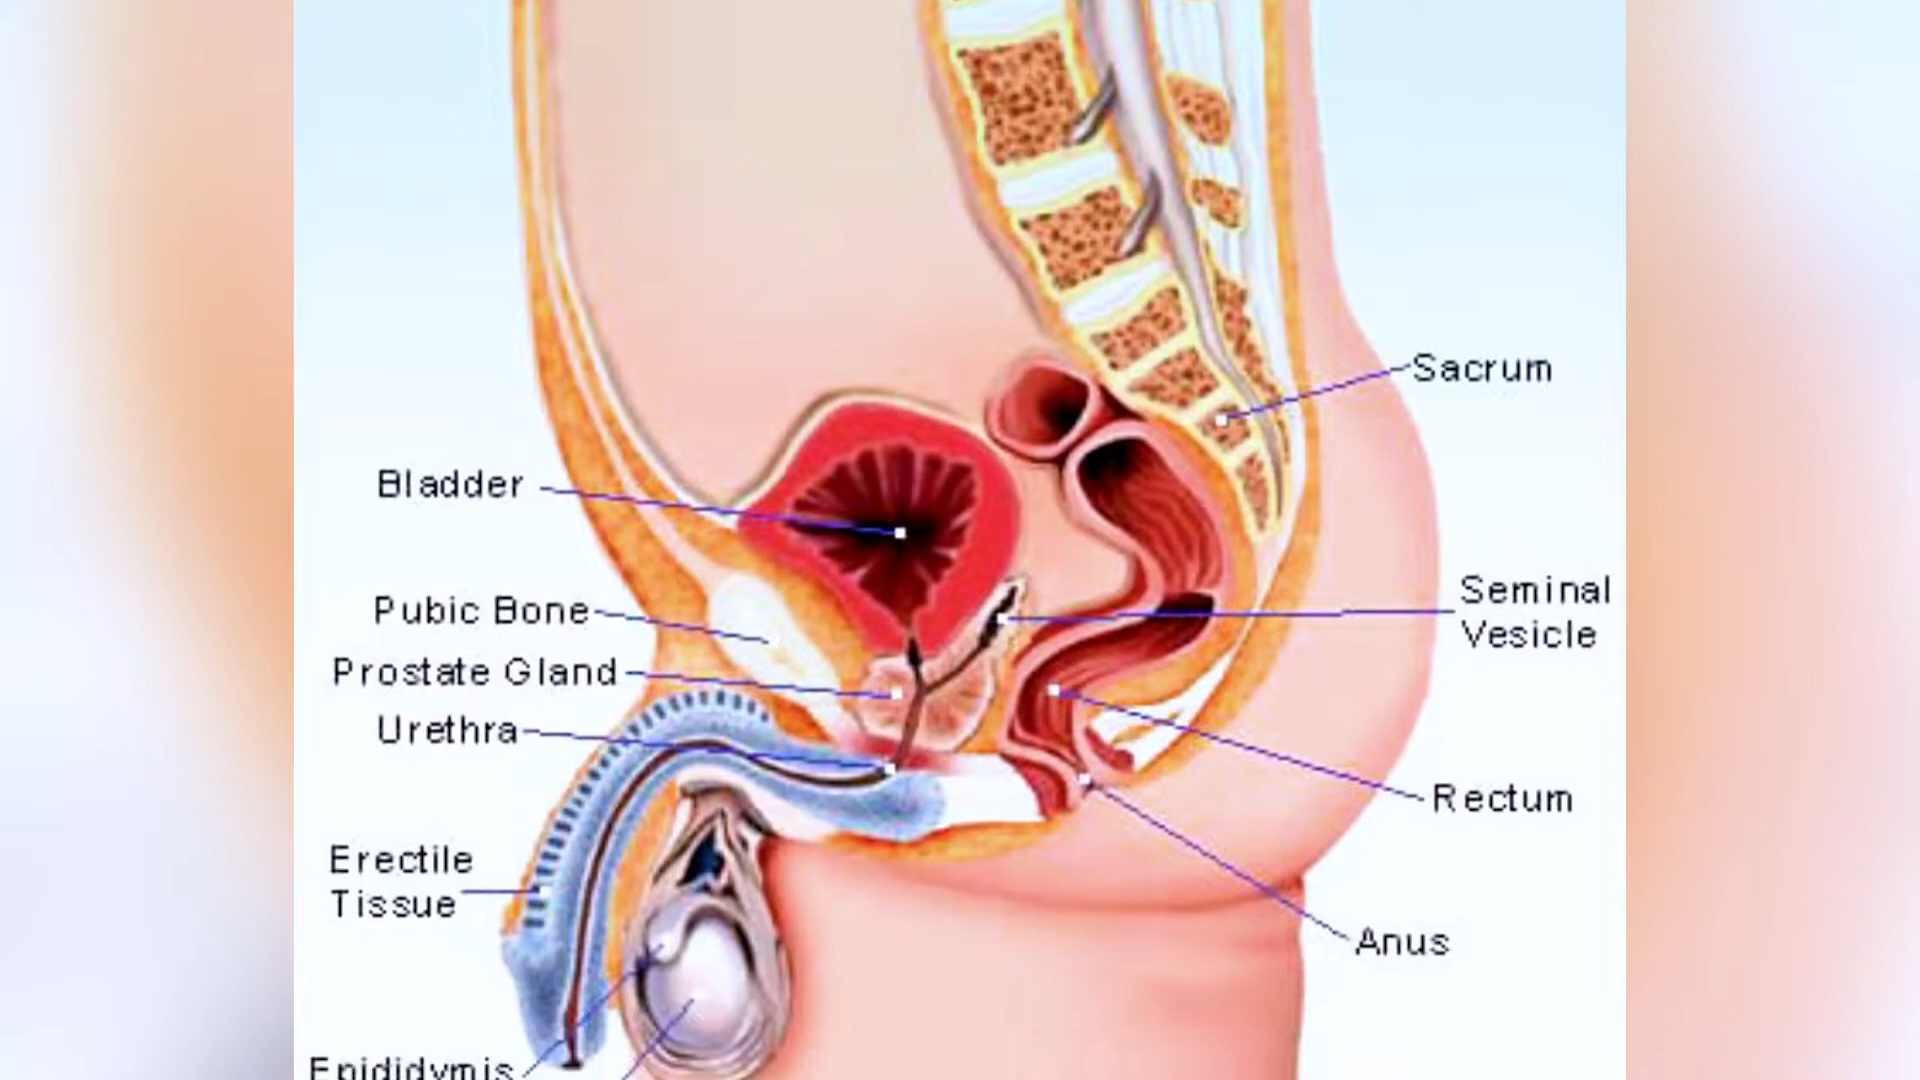 Sacrum
Bladder
Seminal
Vesicle
Pubic Bone
Prostate Gland
Urethra
Rectum
Erectile
Tissue
Anus
Epididymis